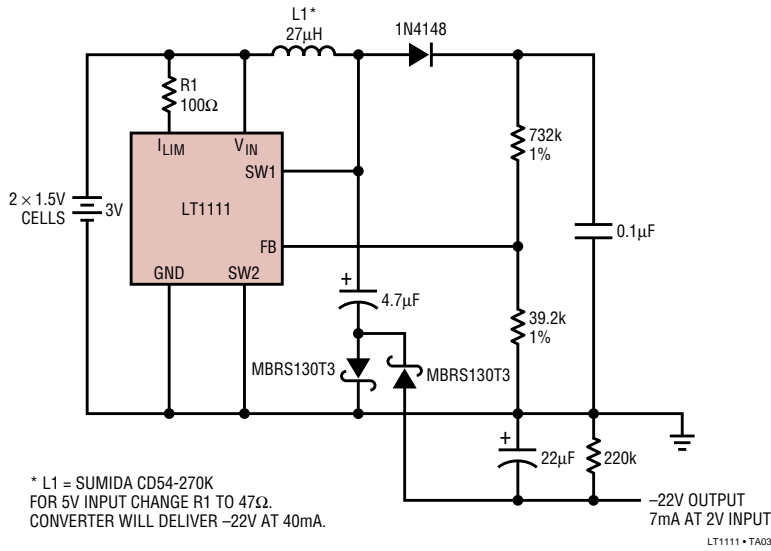 L1*
27µH
1N4148
R1
100Ω
732k
1%
I_LIM
V_IN
SW1
2 × 1.5V
CELLS
3V
LT1111
0.1µF
FB
GND
SW2
+
4.7µF
39.2k
1%
MBRS130T3
MBRS130T3
+
22µF
220k
* L1 = SUMIDA CD54-270K
FOR 5V INPUT CHANGE R1 TO 47Ω.
CONVERTER WILL DELIVER –22V AT 40mA.
–22V OUTPUT
7mA AT 2V INPUT
LT1111 • TA03